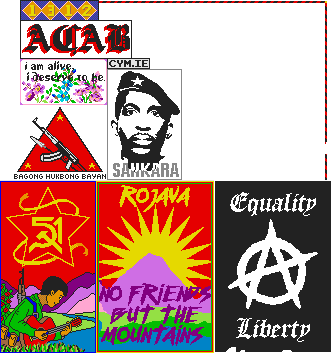 1312
ACAB
i am alive,
i deserve to be.
CYM.IE
SANKARA
BAGONG HUKBONG BAYAN
ROJAVA
NO FRIENDS
BUT THE
MOUNTAINS
Equality
Liberty